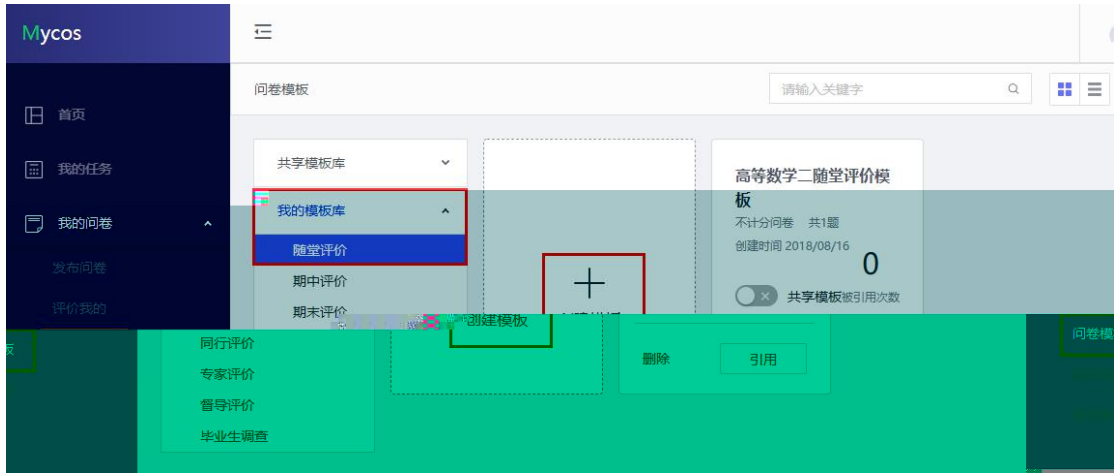 Mycos
首页
我的任务
我的问卷
发布问卷
评价我的
问卷模板
请输入关键字
共享模板库
我的模板库
随堂评价
期中评价
期末评价
同行评价
专家评价
督导评价
毕业生调查
创建模板
高等数学二随堂评价模
板
不计分问卷 共1题
创建时间 2018/08/16
0
共享模板被引用次数
删除
引用
问卷模
板